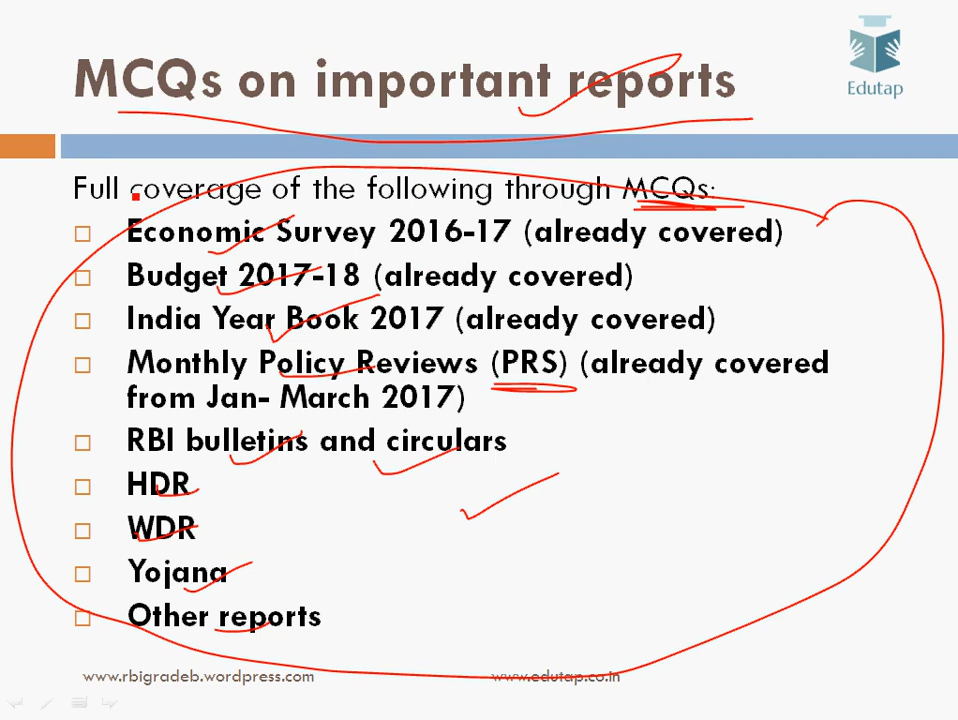 MCQs on important reports
Edutap
Full coverage of the following through MCQs:
Economic Survey 2016-17 (already covered)
Budget 2017-18 (already covered)
India Year Book 2017 (already covered)
Monthly Policy Reviews (PRS) (already covered
from Jan- March 2017)
RBI bulletins and circulars
HDR
WDR
Yojana
Other reports
www.rbigradeb.wordpress.com
www.edutap.co.in